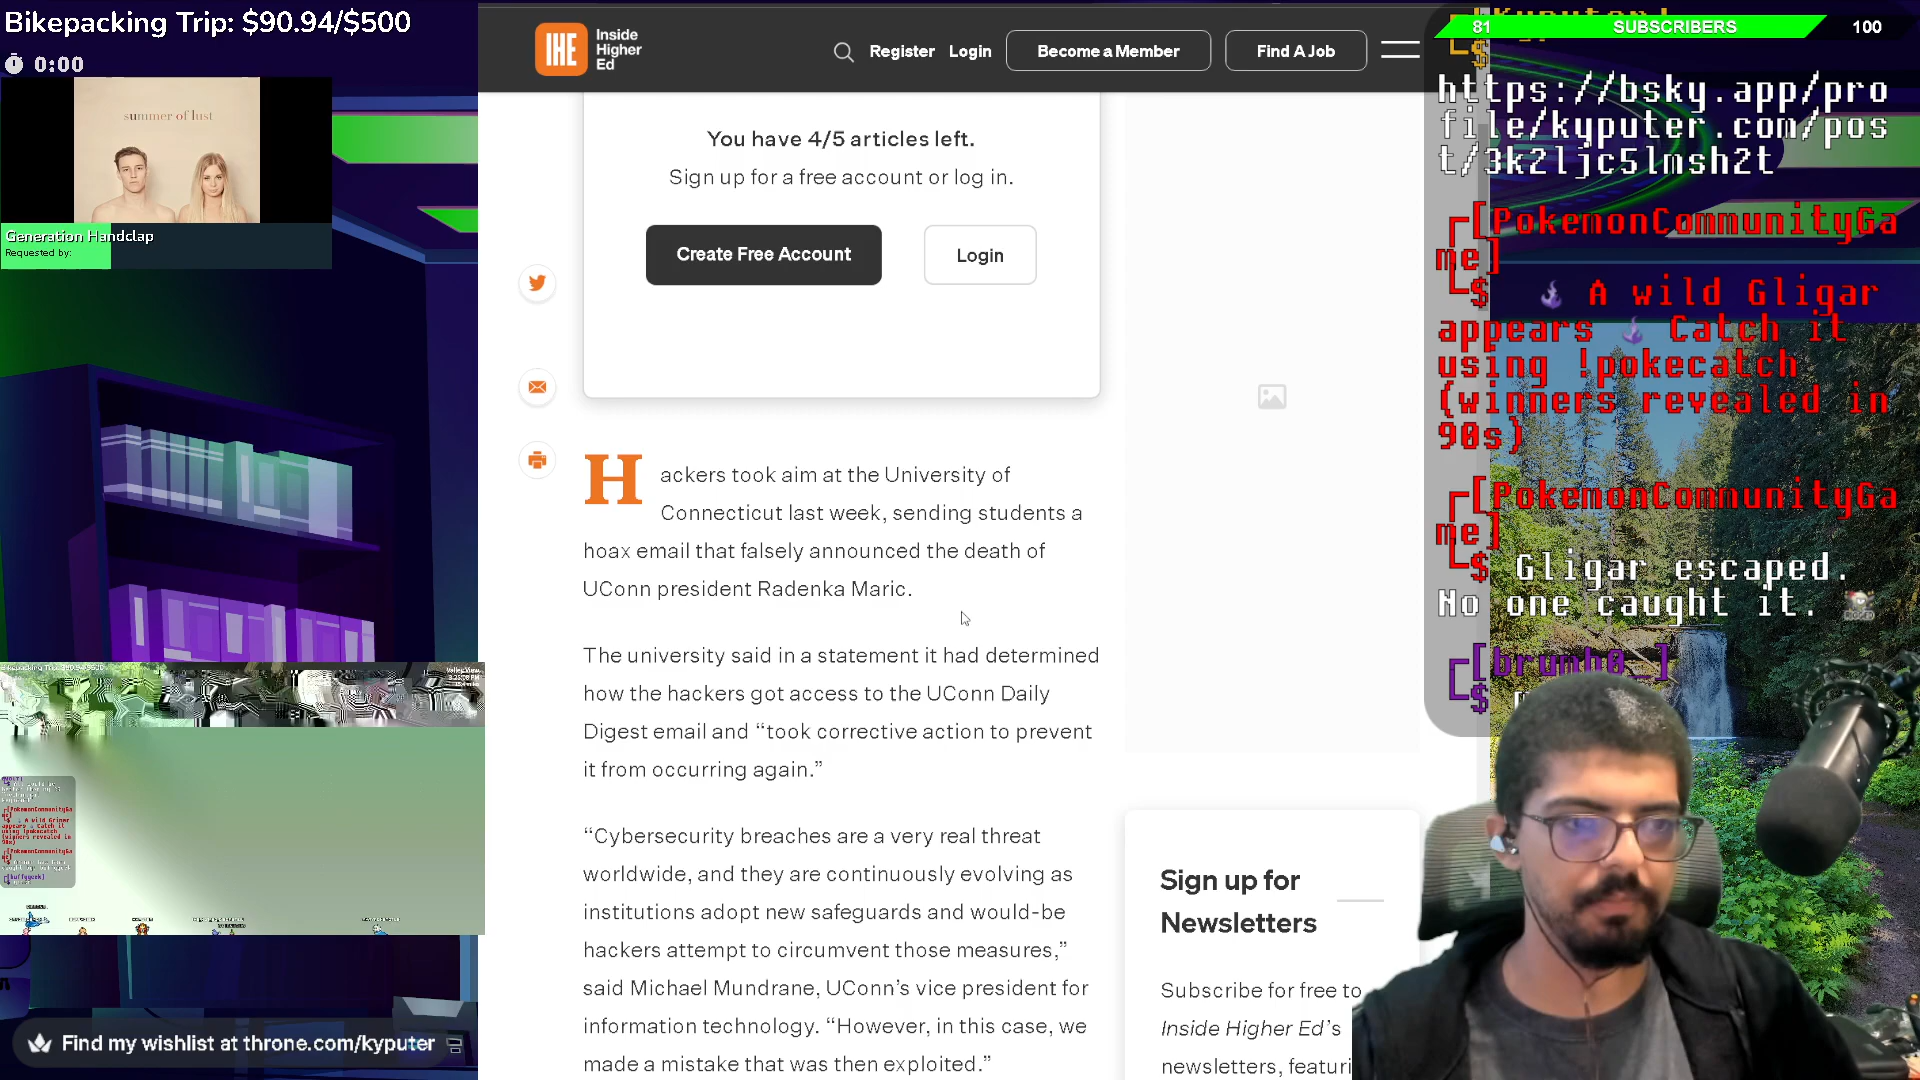 Bikepacking Trip: $90.94/$500
0:00
summer of lust
Generation Handclap
Requested by:
IHE
Inside
Higher
Ed
Register
Login
Become a Member
Find A Job
You have 4/5 articles left.
Sign up for a free account or log in.
Create Free Account
Login
Hackers took aim at the University of
Connecticut last week, sending students a
hoax email that falsely announced the death of
UConn president Radenka Maric.
The university said in a statement it had determined
how the hackers got access to the UConn Daily
Digest email and “took corrective action to prevent
it from occurring again.”
“Cybersecurity breaches are a very real threat
worldwide, and they are continuously evolving as
institutions adopt new safeguards and would-be
hackers attempt to circumvent those measures,”
said Michael Mundrane, UConn’s vice president for
information technology. “However, in this case, we
made a mistake that was then exploited.”
Sign up for
Newsletters
Subscribe for free to
Inside Higher Ed’s
newsletters, featuri
81
SUBSCRIBERS
100
https://bsky.app/pro
file/kyputer.com/pos
t/3k2ljc5lmsh2t
[PokemonCommunityGa
me]
$ A wild Gligar
appears Catch it
using !pokecatch
(winners revealed in
90s)
[PokemonCommunityGa
me]
$ Gligar escaped.
No one caught it.
[brunh0_]
$
Find my wishlist at throne.com/kyputer